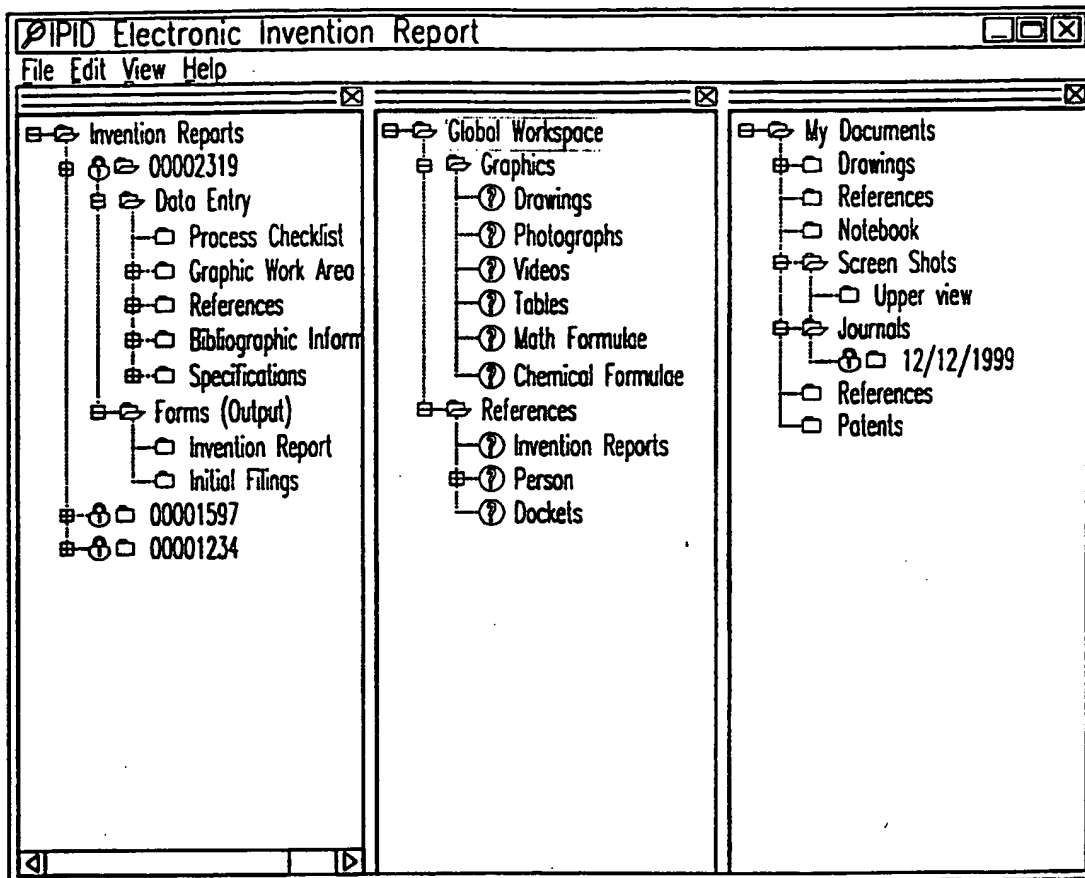 IPID Electronic Invention Report
File Edit View Help
Invention Reports
00002319
Data Entry
Process Checklist
Graphic Work Area
References
Bibliographic Inform
Specifications
Forms (Output)
Invention Report
Initial Filings
00001597
00001234
Global Workspace
Graphics
Drawings
Photographs
Videos
Tables
Math Formulae
Chemical Formulae
References
Invention Reports
Person
Dockets
My Documents
Drawings
References
Notebook
Screen Shots
Upper view
Journals
12/12/1999
References
Patents